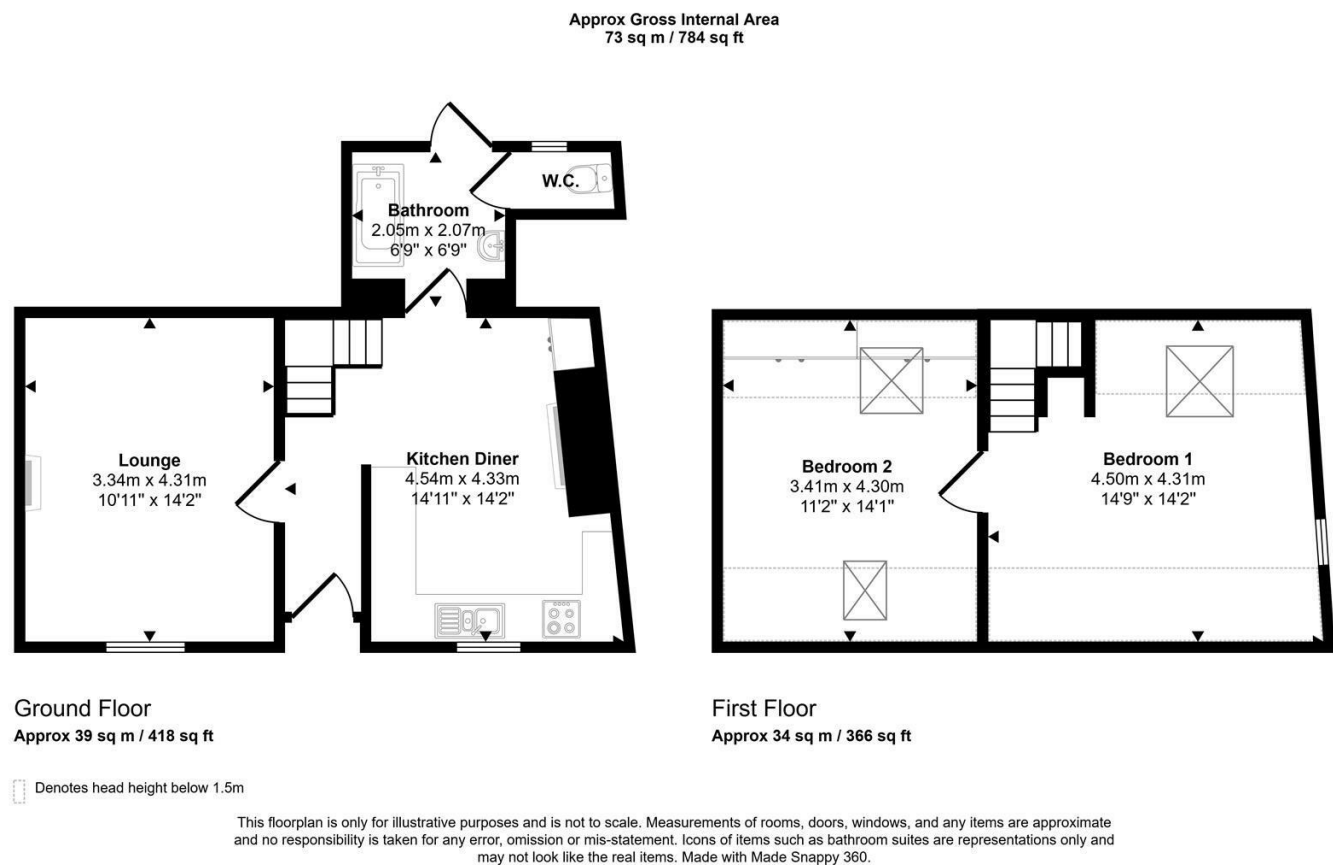 Approx Gross Internal Area
73 sq m / 784 sq ft
W.C.
Bathroom
2.05m x 2.07m
6'9" x 6'9"
Lounge
3.34m x 4.31m
10'11" x 14'2"
Kitchen Diner
4.54m x 4.33m
14'11" x 14'2"
Bedroom 2
3.41m x 4.30m
11'2" x 14'1"
Bedroom 1
4.50m x 4.31m
14'9" x 14'2"
Ground Floor
Approx 39 sq m / 418 sq ft
First Floor
Approx 34 sq m / 366 sq ft
Denotes head height below 1.5m
This floorplan is only for illustrative purposes and is not to scale. Measurements of rooms, doors, windows, and any items are approximate
and no responsibility is taken for any error, omission or mis-statement. Icons of items such as bathroom suites are representations only and
may not look like the real items. Made with Made Snappy 360.